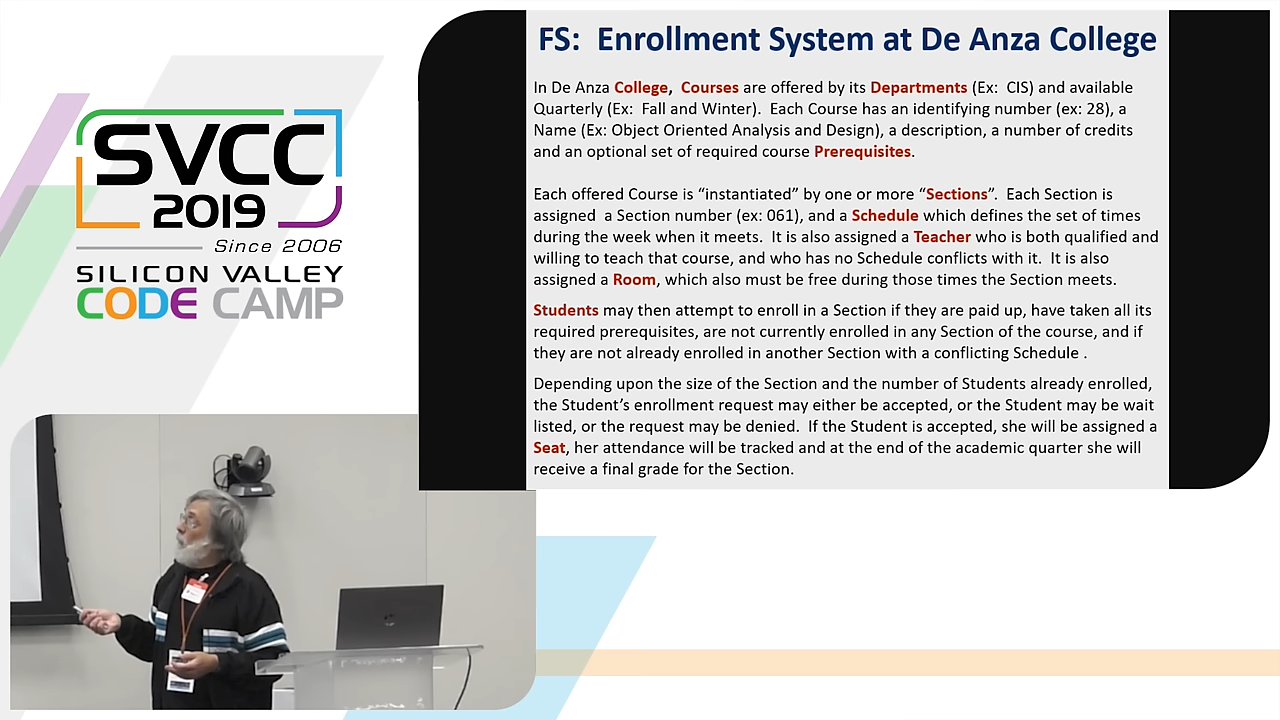 SVCC
2019
Since 2006
SILICON VALLEY
CODE CAMP
FS:  Enrollment System at De Anza College
In De Anza College,  Courses are offered by its Departments (Ex:  CIS) and available
Quarterly (Ex:  Fall and Winter).  Each Course has an identifying number (ex: 28), a
Name (Ex: Object Oriented Analysis and Design), a description, a number of credits
and an optional set of required course Prerequisites.
Each offered Course is “instantiated” by one or more “Sections”.  Each Section is
assigned  a Section number (ex: 061), and a Schedule which defines the set of times
during the week when it meets.  It is also assigned a Teacher who is both qualified and
willing to teach that course, and who has no Schedule conflicts with it.  It is also
assigned a Room, which also must be free during those times the Section meets.
Students may then attempt to enroll in a Section if they are paid up, have taken all its
required prerequisites, are not currently enrolled in any Section of the course, and if
they are not already enrolled in another Section with a conflicting Schedule .
Depending upon the size of the Section and the number of Students already enrolled,
the Student’s enrollment request may either be accepted, or the Student may be wait
listed, or the request may be denied.  If the Student is accepted, she will be assigned a
Seat, her attendance will be tracked and at the end of the academic quarter she will
receive a final grade for the Section.